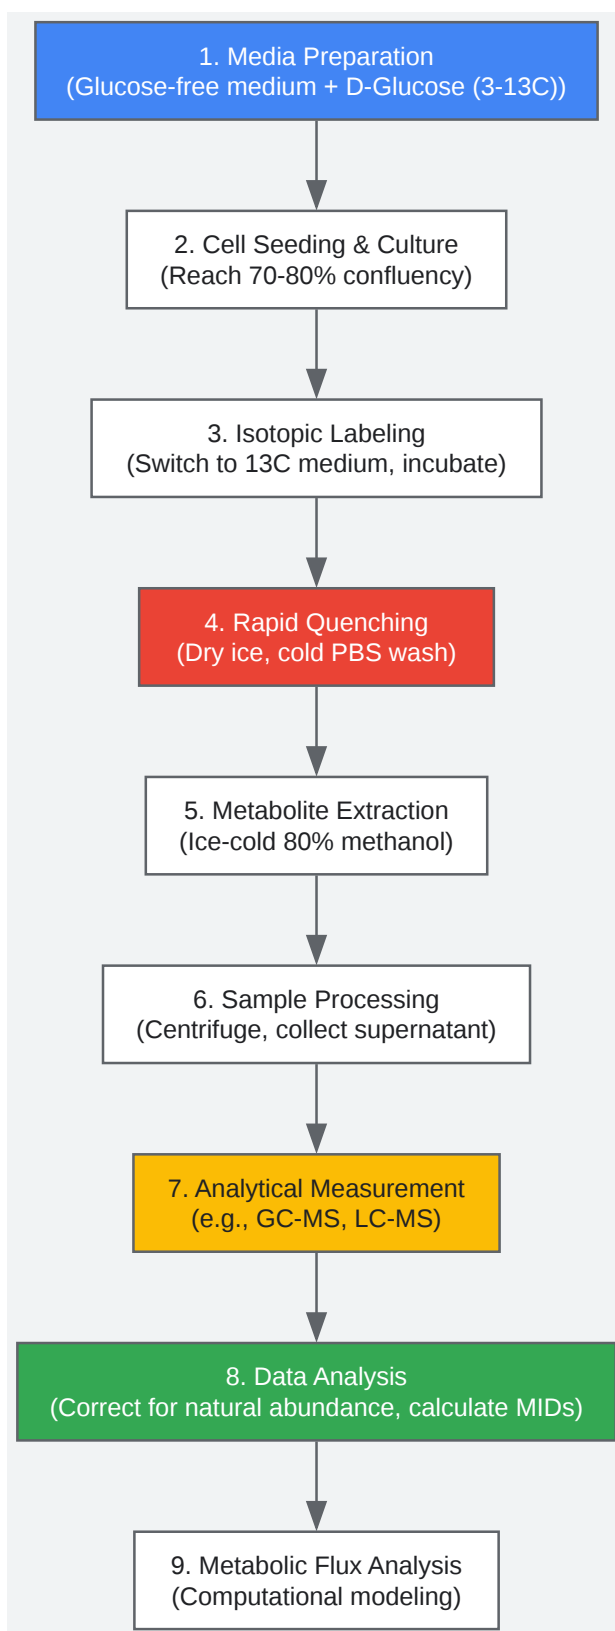 1. Media Preparation
(Glucose-free medium + D-Glucose (3-13C))
2. Cell Seeding & Culture
(Reach 70-80% confluency)
3. Isotopic Labeling
(Switch to 13C medium, incubate)
4. Rapid Quenching
(Dry ice, cold PBS wash)
5. Metabolite Extraction
(Ice-cold 80% methanol)
6. Sample Processing
(Centrifuge, collect supernatant)
7. Analytical Measurement
(e.g., GC-MS, LC-MS)
8. Data Analysis
(Correct for natural abundance, calculate MIDs)
9. Metabolic Flux Analysis
(Computational modeling)